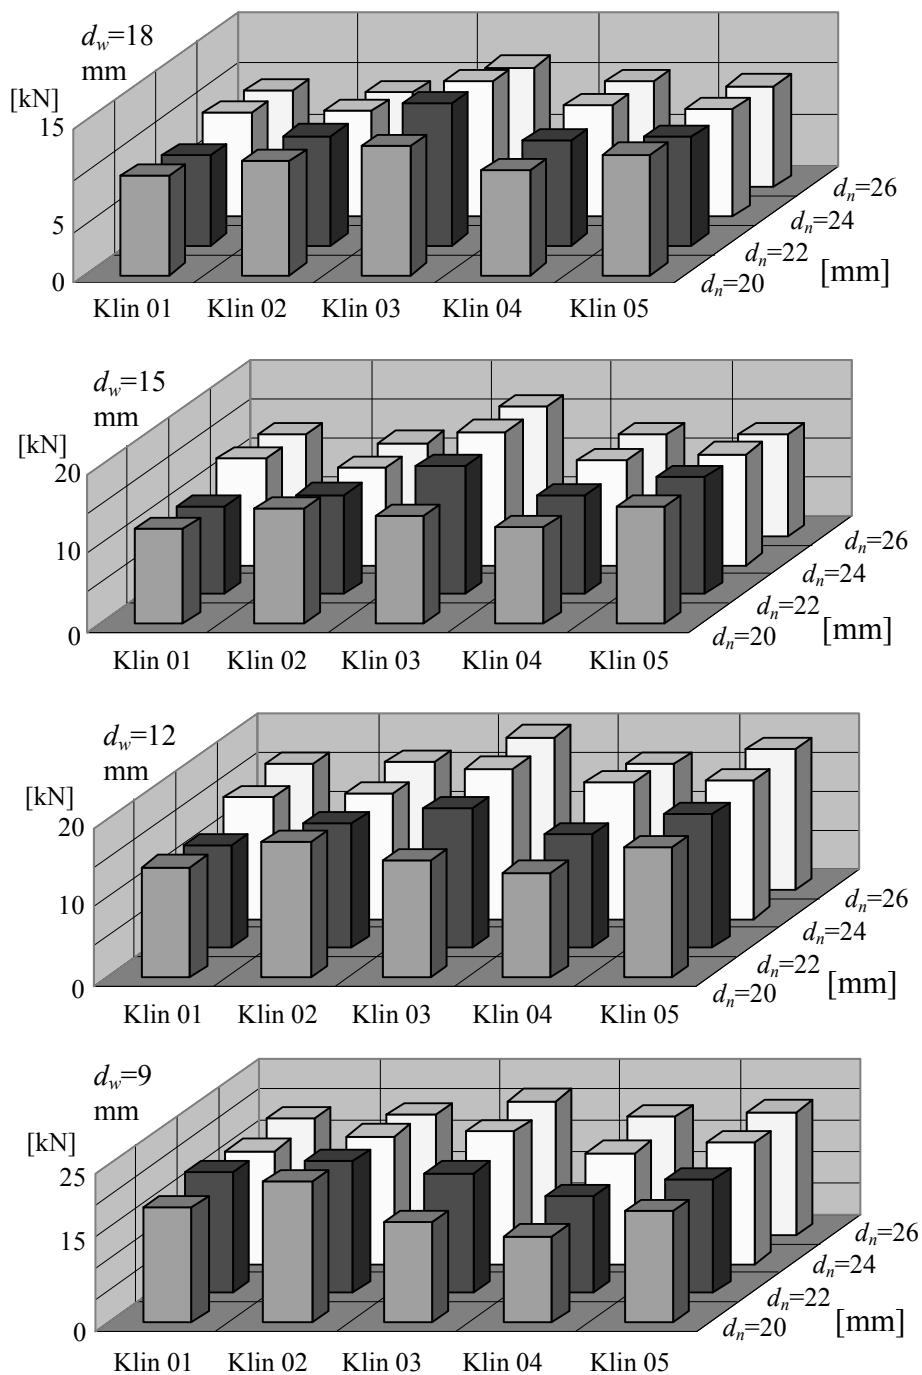 d_w=18
mm
[kN]
15
5
0
d_n=26
d_n=24
d_n=22
d_n=20
[mm]
Klin 01 Klin 02 Klin 03 Klin 04 Klin 05
d_w=15
mm
[kN]
20
10
0
d_n=26
d_n=24
d_n=22
d_n=20
[mm]
Klin 01 Klin 02 Klin 03 Klin 04 Klin 05
d_w=12
mm
[kN]
20
10
0
d_n=26
d_n=24
d_n=22
d_n=20
[mm]
Klin 01 Klin 02 Klin 03 Klin 04 Klin 05
d_w=9
mm
[kN]
25
15
0
d_n=26
d_n=24
d_n=22
d_n=20
[mm]
Klin 01 Klin 02 Klin 03 Klin 04 Klin 05